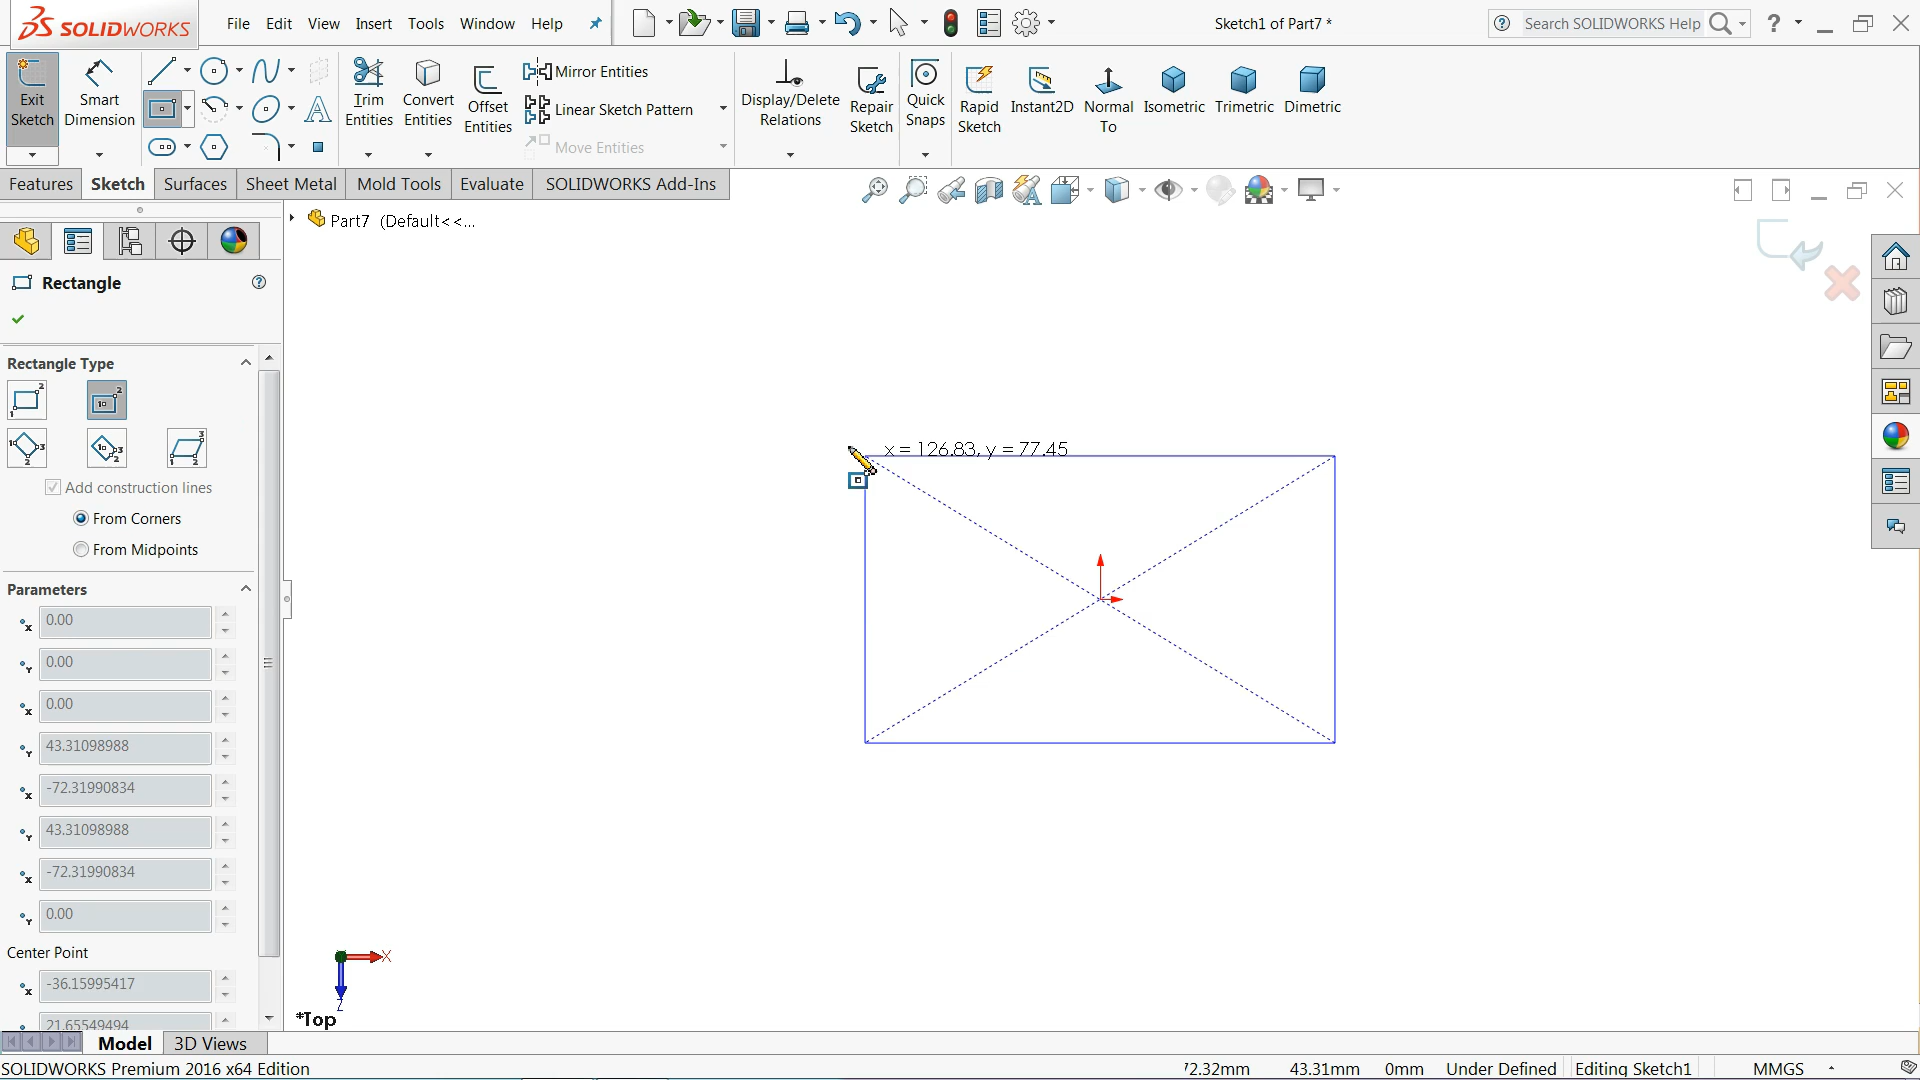 SOLIDWORKS
File Edit View Insert Tools Window Help
Sketch1 of Part7 *
Search SOLIDWORKS Help
?
Exit Sketch
Smart Dimension
Trim Entities
Convert Entities
Offset Entities
Mirror Entities
Linear Sketch Pattern
Move Entities
Display/Delete Relations
Repair Sketch
Quick Snaps
Rapid Sketch
Instant2D
Normal To
Isometric
Trimetric
Dimetric
Features Sketch Surfaces Sheet Metal Mold Tools Evaluate SOLIDWORKS Add-Ins
Part7 (Default<<...
Rectangle
?
Rectangle Type
Add construction lines
From Corners
From Midpoints
Parameters
x 0.00
Y 0.00
x 0.00
Y 43.31098988
x -72.31990834
Y 43.31098988
x -72.31990834
Y 0.00
Center Point
x -36.15995417
21.65549494
x = 126.83, y = 77.45
X
Z
*Top
Model 3D Views
SOLIDWORKS Premium 2016 x64 Edition
72.32mm 43.31mm 0mm Under Defined Editing Sketch1 MMGS